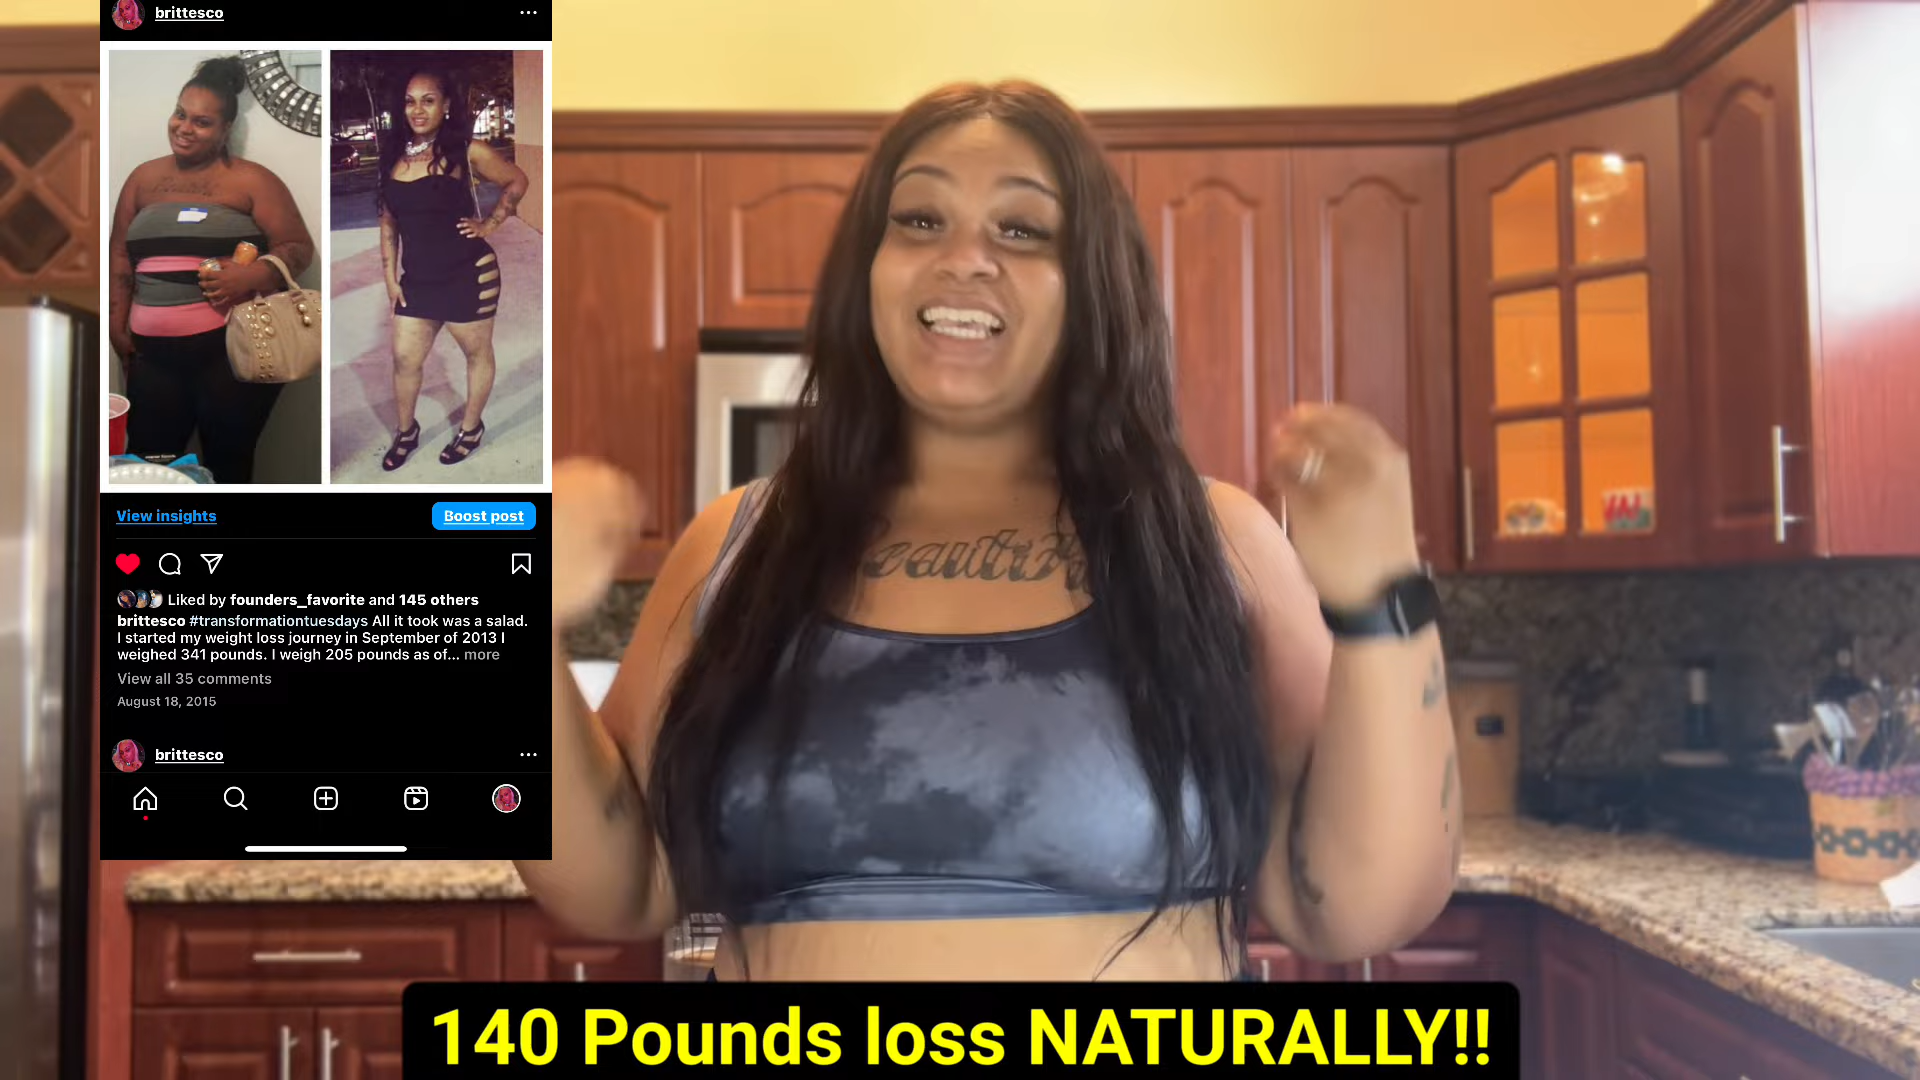 brittesco
View insights
Boost post
Liked by founders_favorite and 145 others
brittesco #transformationtuesdays All it took was a salad.
I started my weight loss journey in September of 2013 I
weighed 341 pounds. I weigh 205 pounds as of... more
View all 35 comments
August 18, 2015
brittesco
140 Pounds loss NATURALLY!!